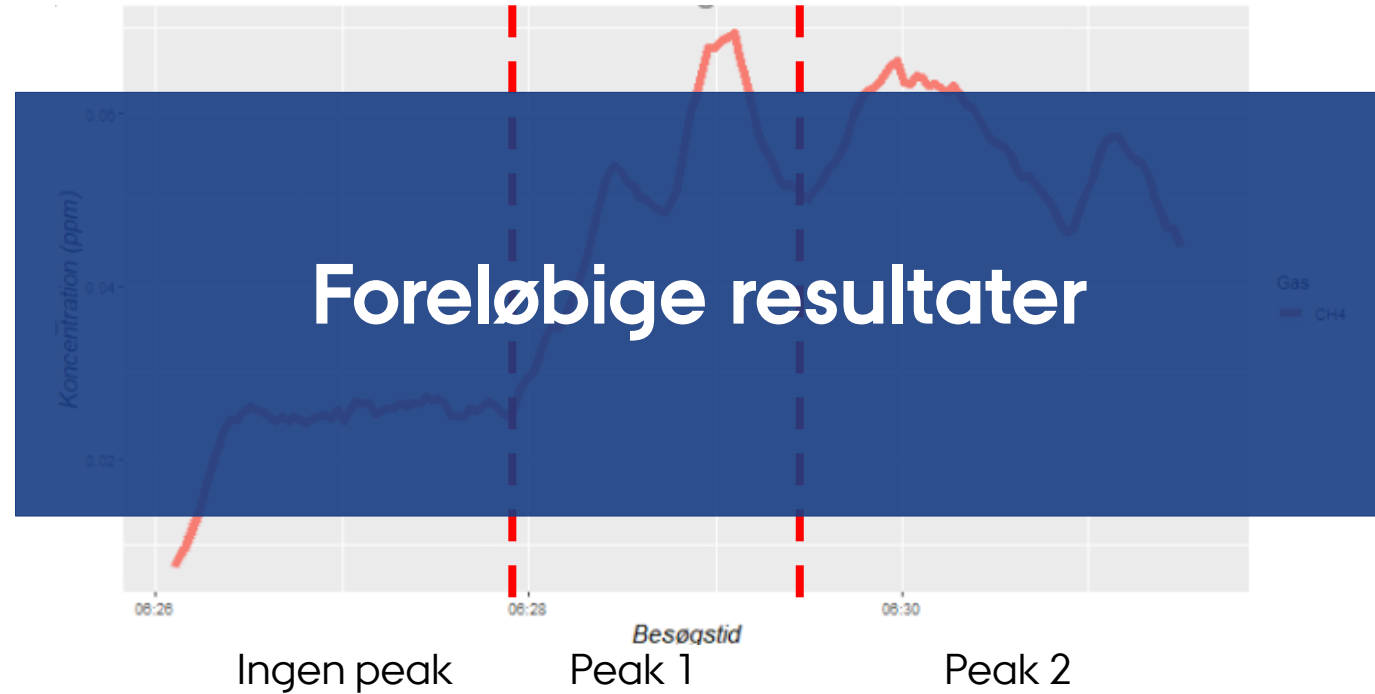 0.06
Koncentration (ppm)
Foreløbige resultater
Gas
0.04
CH4
0.02
06:26
06:28
06:30
Besøgstid
Ingen peak
Peak 1
Peak 2